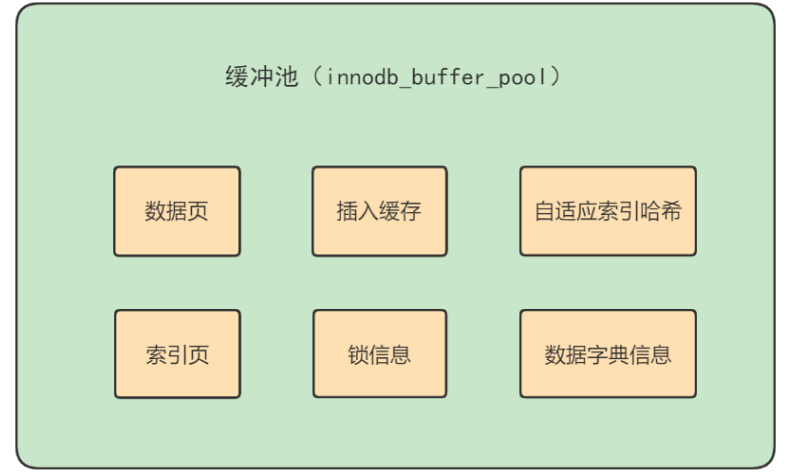 缓冲池（innodb_buffer_pool）
数据页
插入缓存
自适应索引哈希
索引页
锁信息
数据字典信息